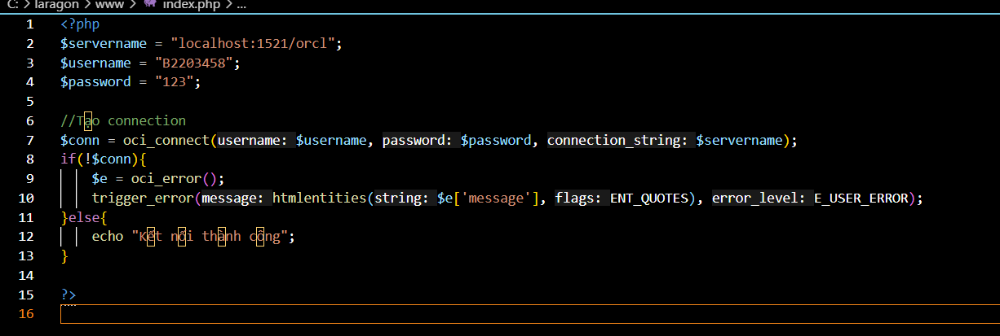 C: > laragon > www > index.php > ...
1 <?php
2 $servername = "localhost:1521/orcl";
3 $username = "B2203458";
4 $password = "123";
5
6 //Tạo connection
7 $conn = oci_connect(username: $username, password: $password, connection_string: $servername);
8 if(!$conn){
9 $e = oci_error();
10 trigger_error(message: htmlentities(string: $e['message'], flags: ENT_QUOTES), error_level: E_USER_ERROR);
11 }else{
12 echo "Kết nối thành công";
13 }
14
15 ?>
16